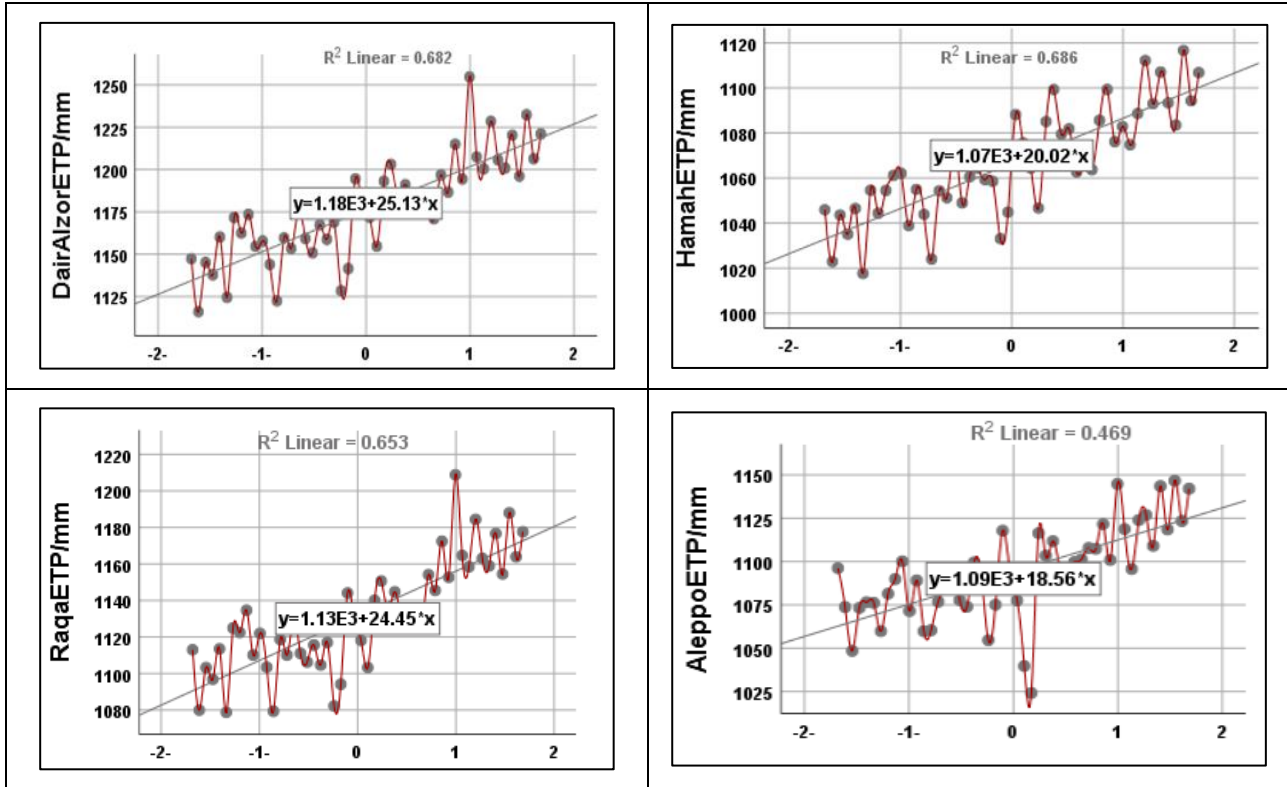 R² Linear = 0.682
DairAlzorETP/mm
1250
1225
1200
1175
1150
1125
y=1.18E3+25.13*x
-2- -1- 0 1 2
R² Linear = 0.686
HamahETP/mm
1120
1100
1080
1060
1040
1020
1000
y=1.07E3+20.02*x
-2- -1- 0 1 2
R² Linear = 0.653
RaqaETP/mm
1220
1200
1180
1160
1140
1120
1100
1080
y=1.13E3+24.45*x
-2- -1- 0 1 2
R² Linear = 0.469
AleppoETP/mm
1150
1125
1100
1075
1050
1025
y=1.09E3+18.56*x
-2- -1- 0 1 2